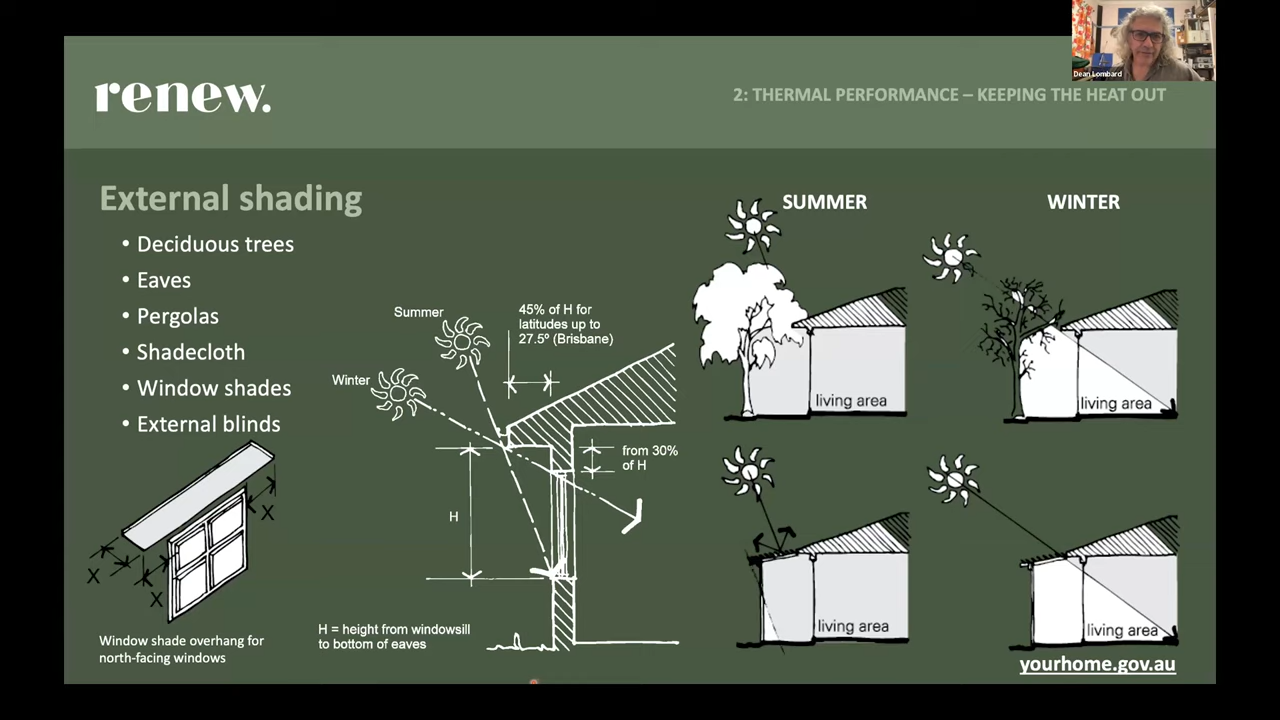 Dean Lombard
renew.
2: THERMAL PERFORMANCE – KEEPING THE HEAT OUT
External shading
• Deciduous trees
• Eaves
• Pergolas
• Shadecloth
• Window shades
• External blinds
X
X
X
Window shade overhang for
north-facing windows
Summer
Winter
45% of H for
latitudes up to
27.5º (Brisbane)
from 30%
of H
H
H = height from windowsill
to bottom of eaves
SUMMER
WINTER
living area
living area
living area
living area
yourhome.gov.au